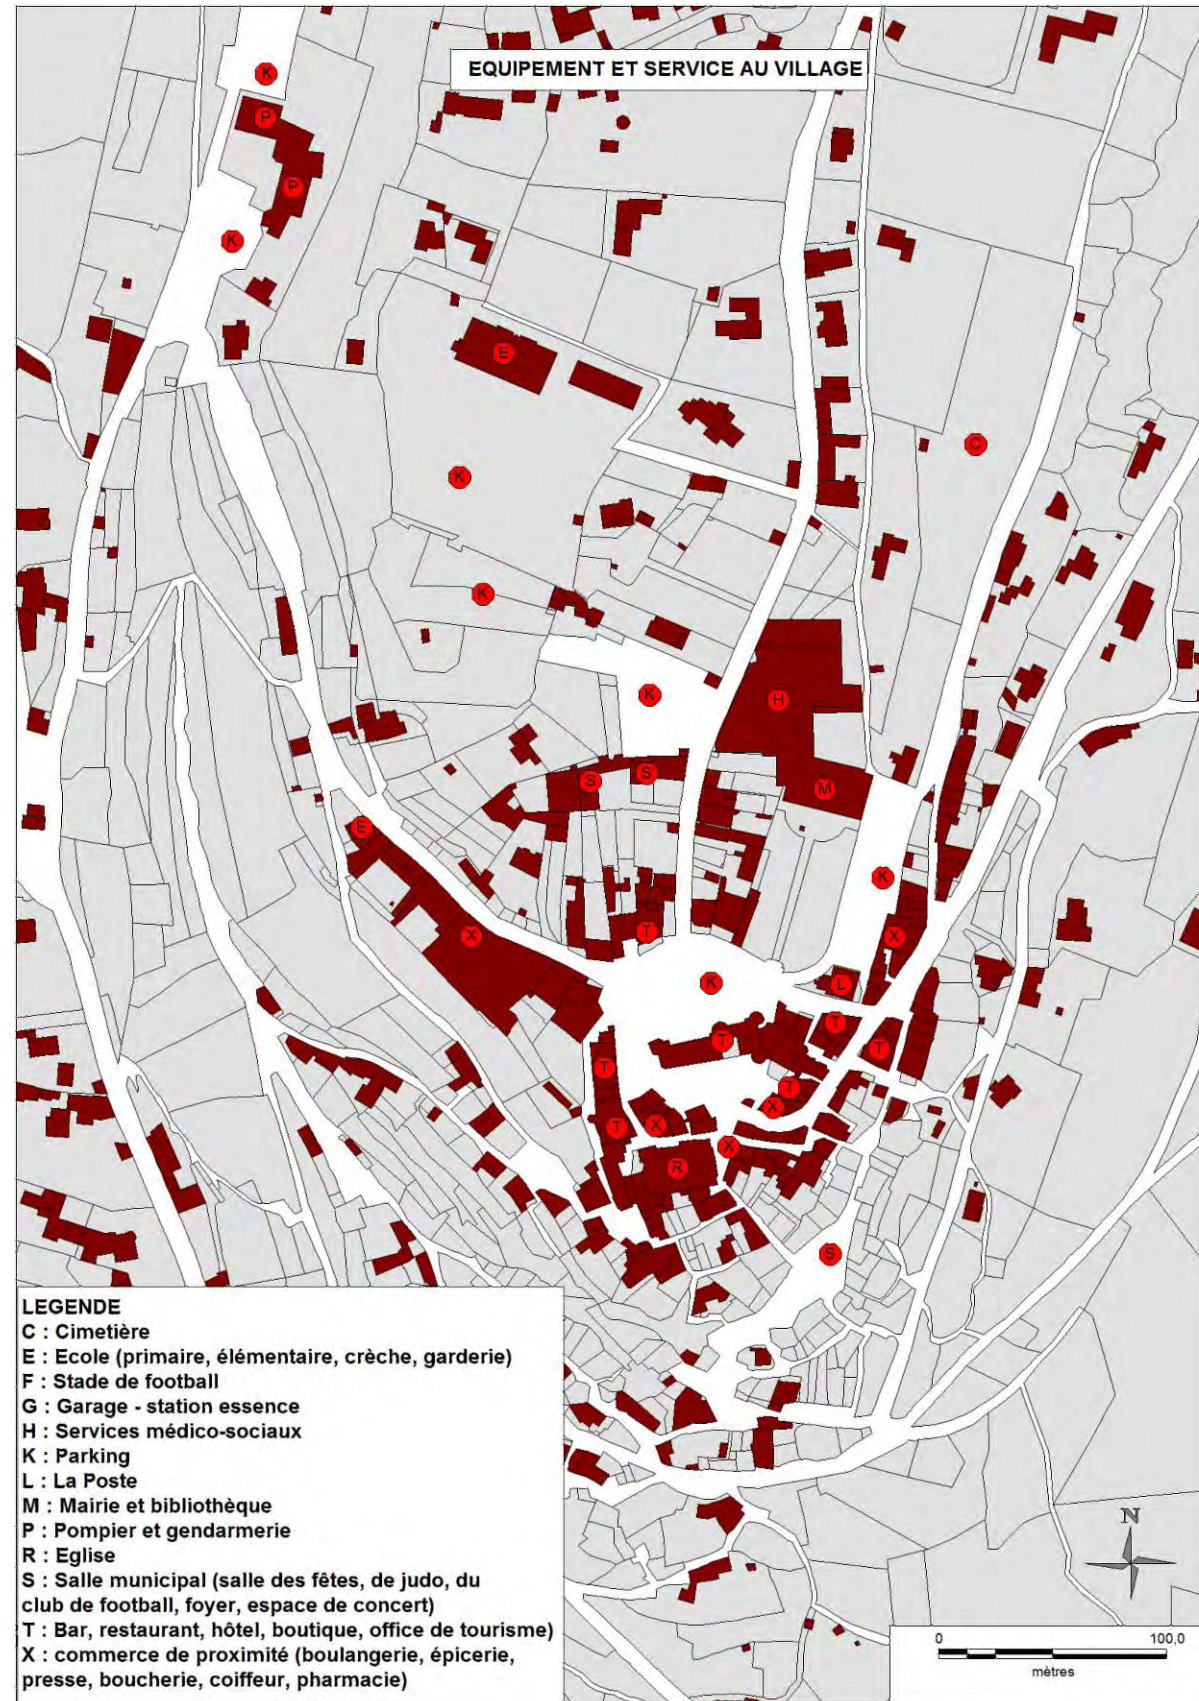 EQUIPEMENT ET SERVICE AU VILLAGE
K
P
P
K
E
C
K
K
K
H
S
S
M
E
K
T
X
X
K
L
T
T
T
T
T
X
T
X
X
R
S
LEGENDE
C : Cimetière
E : Ecole (primaire, élémentaire, crèche, garderie)
F : Stade de football
G : Garage - station essence
H : Services médico-sociaux
K : Parking
L : La Poste
M : Mairie et bibliothèque
P : Pompier et gendarmerie
R : Eglise
S : Salle municipal (salle des fêtes, de judo, du
club de football, foyer, espace de concert)
T : Bar, restaurant, hôtel, boutique, office de tourisme)
X : commerce de proximité (boulangerie, épicerie,
presse, boucherie, coiffeur, pharmacie)
N
0 100,0
mètres